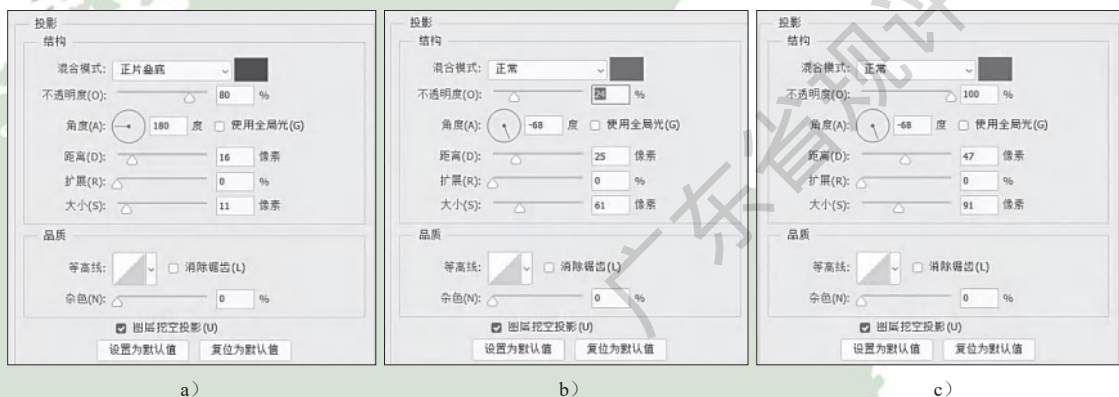 投影
结构
混合模式: 正片叠底
不透明度(O): 80 %
角度(A): 180 度 使用全局光(G)
距离(D): 16 像素
扩展(R): 0 %
大小(S): 11 像素
品质
等高线: 消除锯齿(L)
杂色(N): 0 %
图层挖空投影(U)
设置为默认值 复位为默认值
a）
投影
结构
混合模式: 正常
不透明度(O): 24 %
角度(A): -68 度 使用全局光(G)
距离(D): 25 像素
扩展(R): 0 %
大小(S): 61 像素
品质
等高线: 消除锯齿(L)
杂色(N): 0 %
图层挖空投影(U)
设置为默认值 复位为默认值
b）
投影
结构
混合模式: 正常
不透明度(O): 100 %
角度(A): -68 度 使用全局光(G)
距离(D): 47 像素
扩展(R): 0 %
大小(S): 91 像素
品质
等高线: 消除锯齿(L)
杂色(N): 0 %
图层挖空投影(U)
设置为默认值 复位为默认值
c）
广东省规